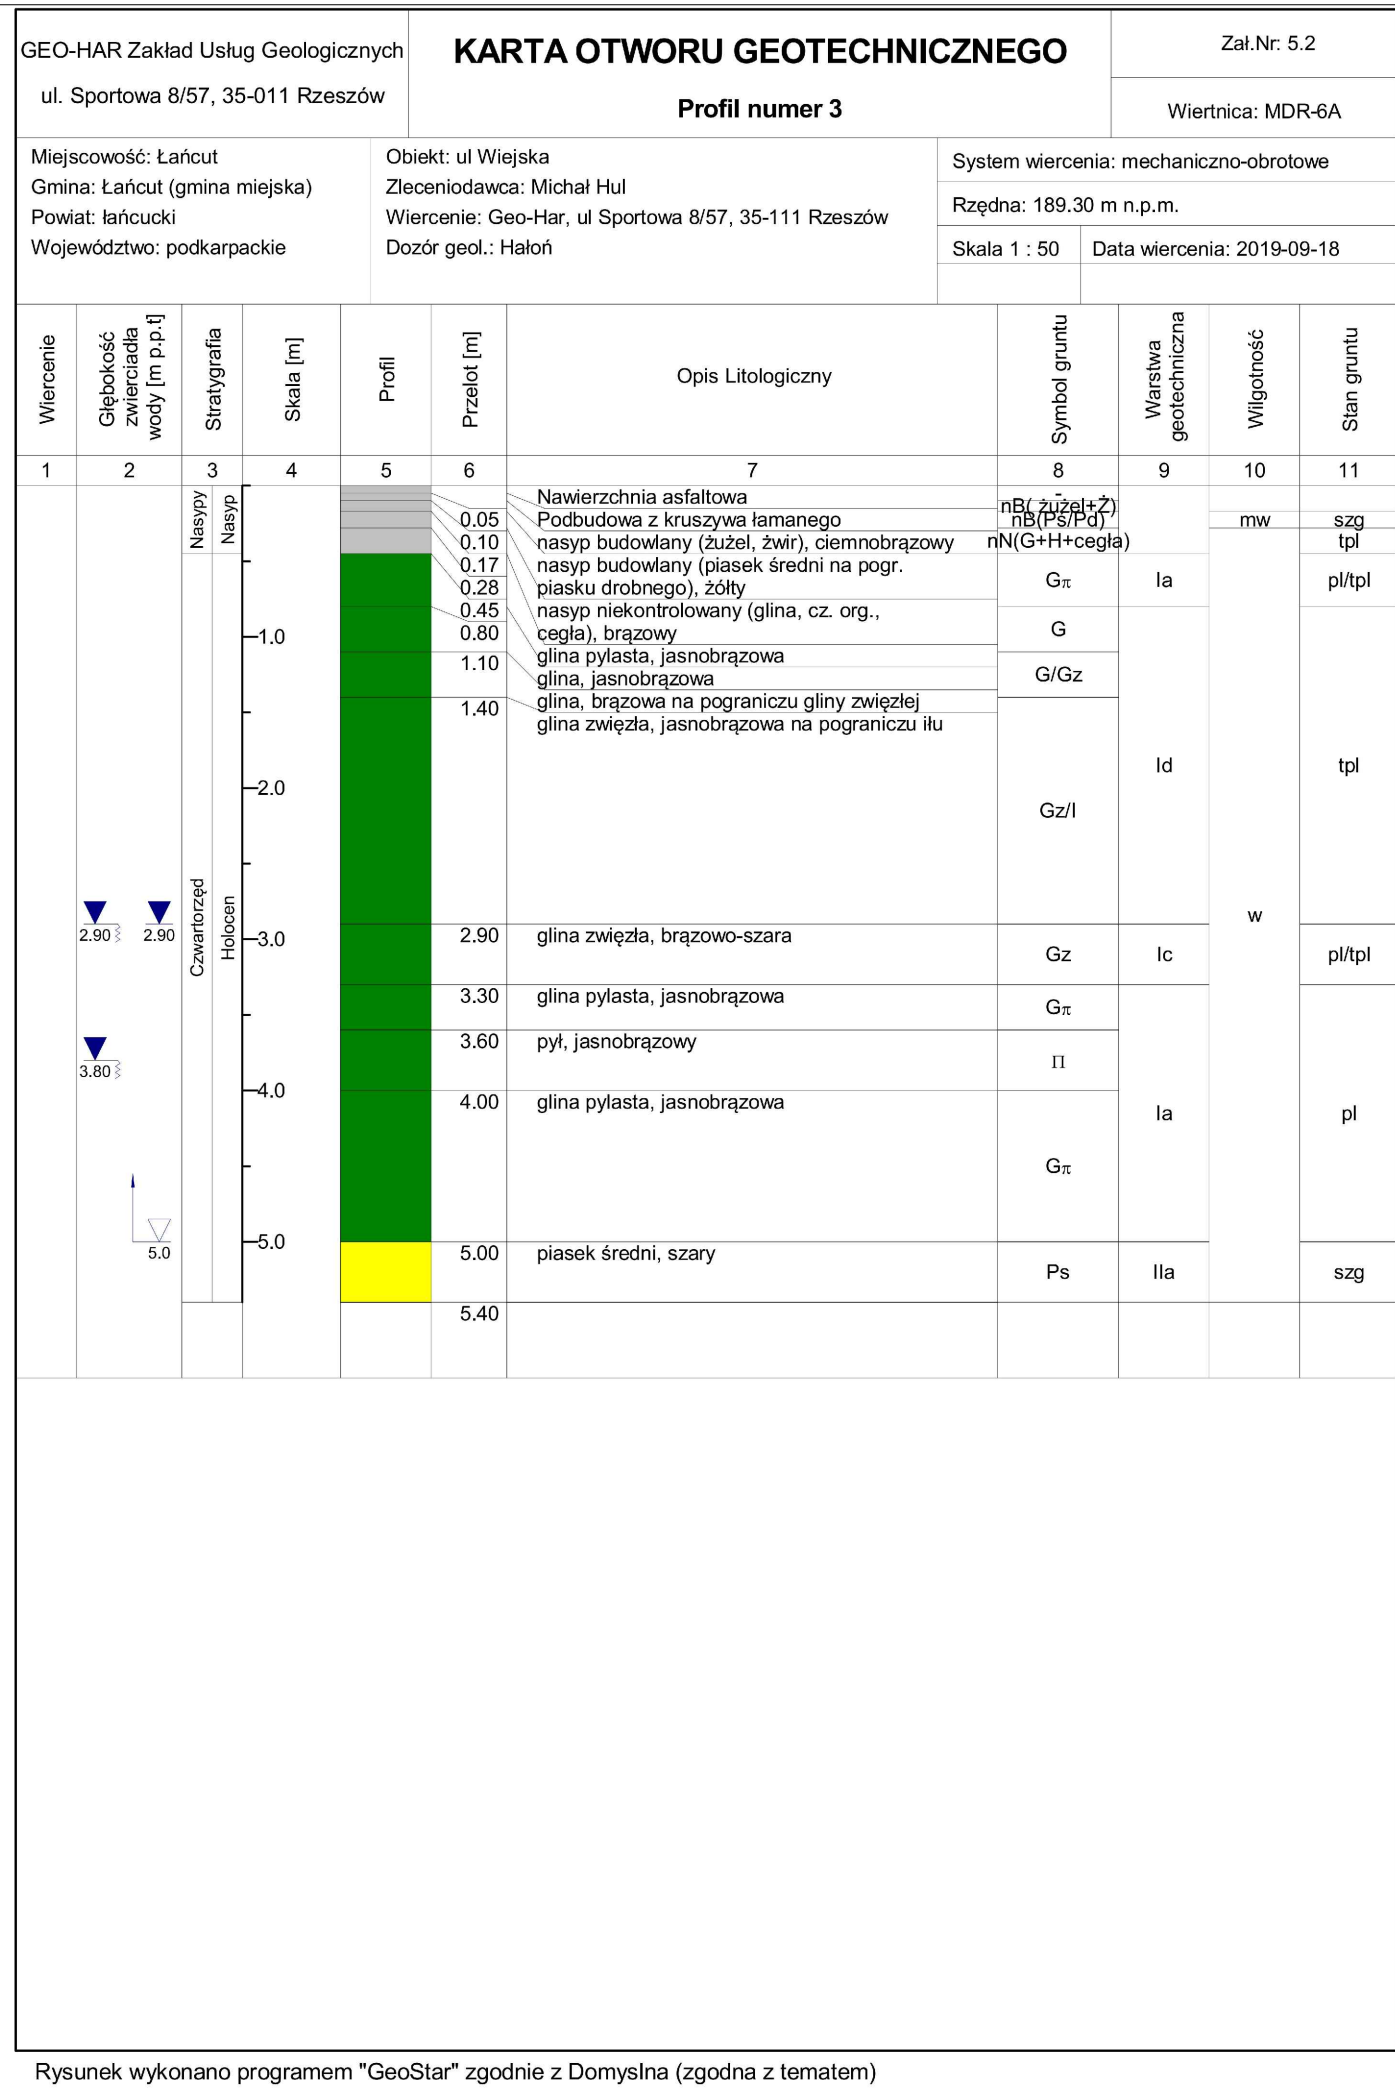 GEO-HAR Zakład Usług Geologicznych
ul. Sportowa 8/57, 35-011 Rzeszów
KARTA OTWORU GEOTECHNICZNEGO
Profil numer 3
Zał.Nr: 5.2
Wiertnica: MDR-6A
Miejscowość: Łańcut
Gmina: Łańcut (gmina miejska)
Powiat: łańcucki
Województwo: podkarpackie
Obiekt: ul Wiejska
Zleceniodawca: Michał Hul
Wiercenie: Geo-Har, ul Sportowa 8/57, 35-111 Rzeszów
Dozór geol.: Hałoń
System wiercenia: mechaniczno-obrotowe
Rzędna: 189.30 m n.p.m.
Skala 1 : 50
Data wiercenia: 2019-09-18
Wiercenie
Głębokość
zwierciadła
wody [m p.p.t]
Stratygrafia
Skala [m]
Profil
Przelot [m]
Opis Litologiczny
Symbol gruntu
Warstwa
geotechniczna
Wilgotność
Stan gruntu
1 2 3 4 5 6 7 8 9 10 11
2.90 2.90
3.80
5.0
Nasypy
Nasyp
Czwartorzęd
Holocen
1.0
2.0
3.0
4.0
5.0
0.05
0.10
0.17
0.28
0.45
0.80
1.10
1.40
2.90
3.30
3.60
4.00
5.00
5.40
Nawierzchnia asfaltowa
Podbudowa z kruszywa łamanego
nasyp budowlany (żużel, żwir), ciemnobrązowy
nasyp budowlany (piasek średni na pogr.
piasku drobnego), żółty
nasyp niekontrolowany (glina, cz. org.,
cegła), brązowy
glina pylasta, jasnobrązowa
glina, jasnobrązowa
glina, brązowa na pograniczu gliny zwięzłej
glina zwięzła, jasnobrązowa na pograniczu iłu
glina zwięzła, brązowo-szara
glina pylasta, jasnobrązowa
pył, jasnobrązowy
glina pylasta, jasnobrązowa
piasek średni, szary
-
nB( żużel+Ż)
nB(Ps/Pd)
nN(G+H+cegła)
Gπ
G
G/Gz
Gz/I
Gz
Gπ
Π
Gπ
Ps
Ia
Id
Ic
Ia
IIa
mw
w
szg
tpl
pl/tpl
tpl
pl/tpl
pl
szg
Rysunek wykonano programem "GeoStar" zgodnie z Domyslna (zgodna z tematem)